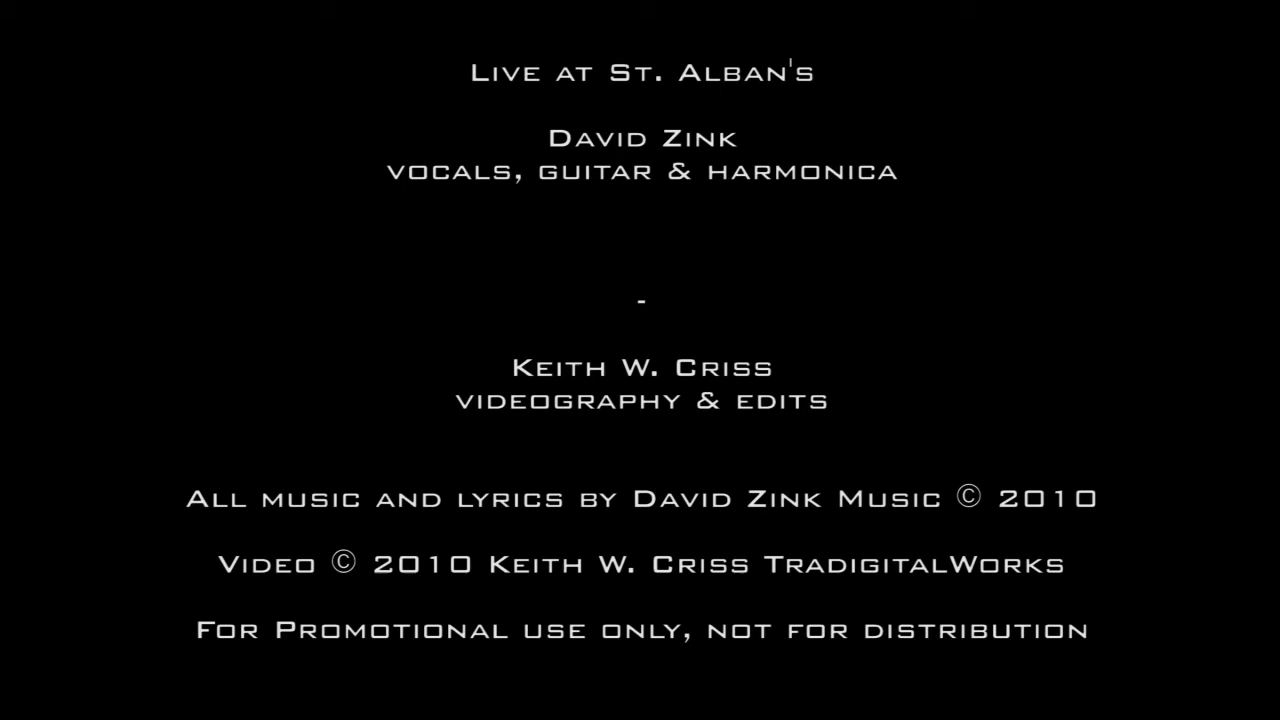 Live at St. Alban's
David Zink
vocals, guitar & harmonica
-
Keith W. Criss
videography & edits
All music and lyrics by David Zink Music © 2010
Video © 2010 Keith W. Criss TradigitalWorks
For Promotional use only, not for distribution